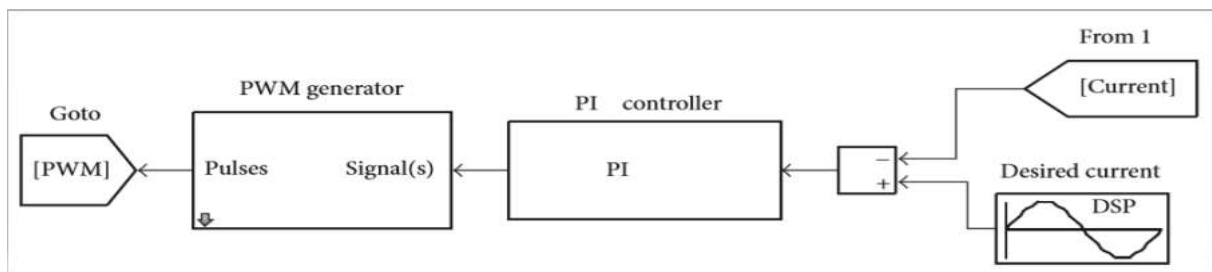 From 1
[Current]
PWM generator
PI controller
Goto
[PWM]
Pulses
Signal(s)
PI
−
+
Desired current
DSP